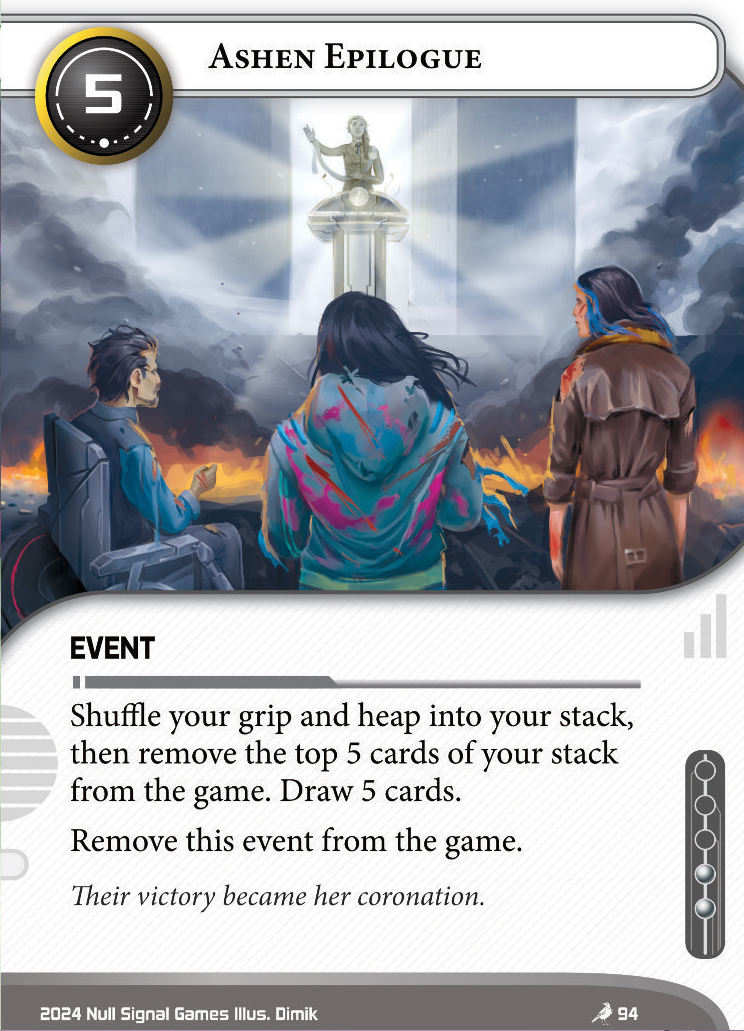 Ashen Epilogue
5
EVENT
Shuffle your grip and heap into your stack,
then remove the top 5 cards of your stack
from the game. Draw 5 cards.
Remove this event from the game.
Their victory became her coronation.
2024 Null Signal Games Illus. Dimik
94